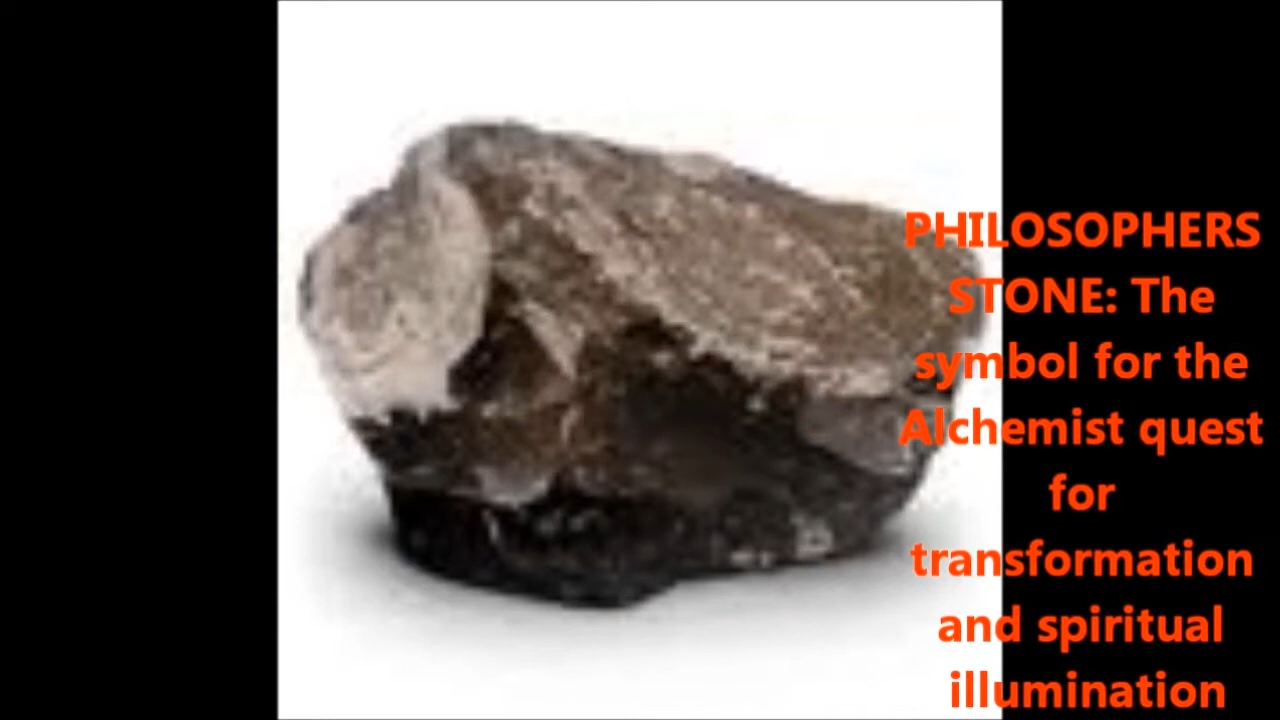 PHILOSOPHERS
STONE: The
symbol for the
Alchemist quest
for
transformation
and spiritual
illumination